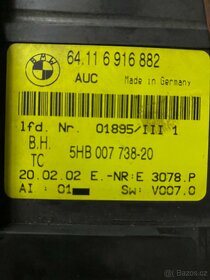 BMW
64.11 6 916 882
AUC Made in Germany
lfd. Nr. 01895/III 1
B.H.
TC 5HB 007 738-20
20.02.02 E.-NR:E 3078.P
AI : 01 SW: V007.0